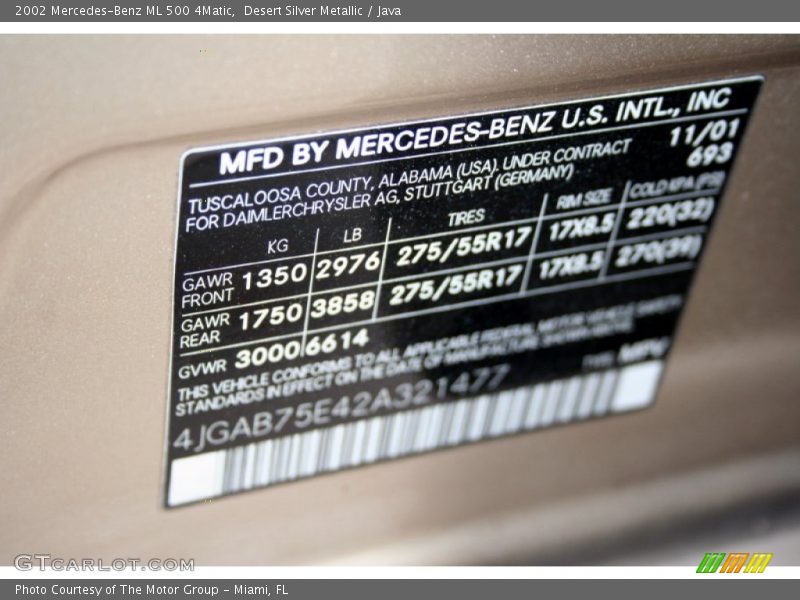 2002 Mercedes-Benz ML 500 4Matic, Desert Silver Metallic / Java
MFD BY MERCEDES-BENZ U.S. INTL., INC
TUSCALOOSA COUNTY, ALABAMA (USA), UNDER CONTRACT 11/01
FOR DAIMLERCHRYSLER AG, STUTTGART (GERMANY) 693
KG LB TIRES RIM SIZE COLD KPA (PSI)
GAWR FRONT 1350 2976 275/55R17 17X8.5 220(32)
GAWR REAR 1750 3858 275/55R17 17X8.5 270(39)
GVWR 3000 6614
THIS VEHICLE CONFORMS TO ALL APPLICABLE FEDERAL MOTOR VEHICLE SAFETY
STANDARDS IN EFFECT ON THE DATE OF MANUFACTURE SHOWN ABOVE.
4JGAB75E42A321477
GTCARLOT.COM
Photo Courtesy of The Motor Group - Miami, FL